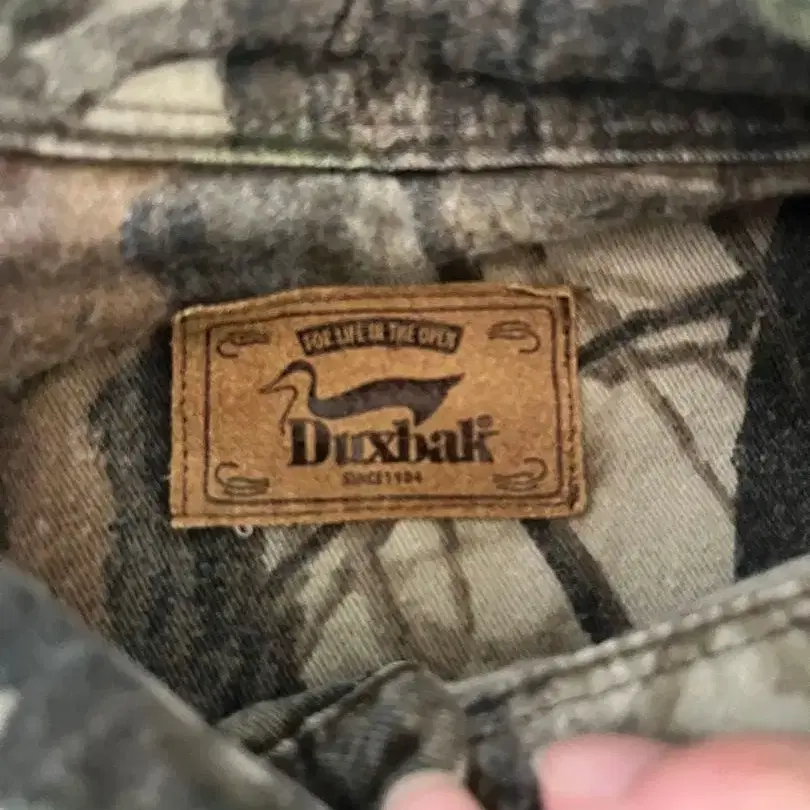 FOR LIFE IN THE OPEN
Duxbak®
SINCE 1904